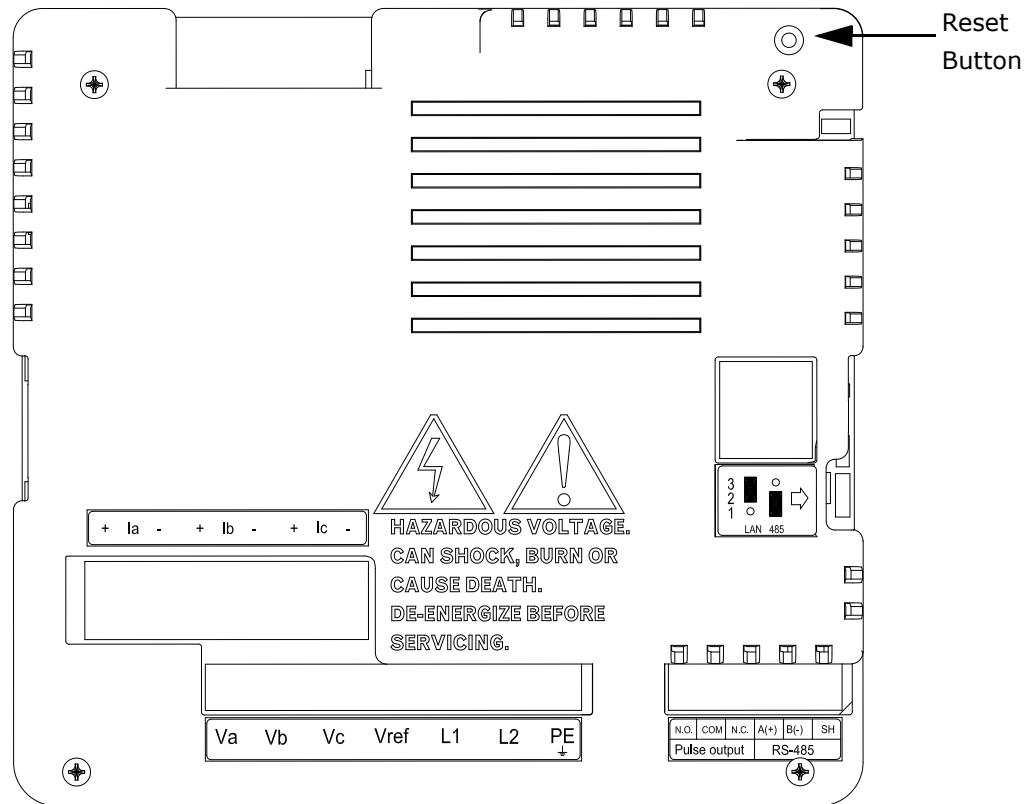 Reset
Button
3
2
1
LAN 485
+ Ia - + Ib - + Ic -
HAZARDOUS VOLTAGE.
CAN SHOCK, BURN OR
CAUSE DEATH.
DE-ENERGIZE BEFORE
SERVICING.
Va Vb Vc Vref L1 L2 PE
N.O. COM N.C. A(+) B(-) SH
Pulse output RS-485